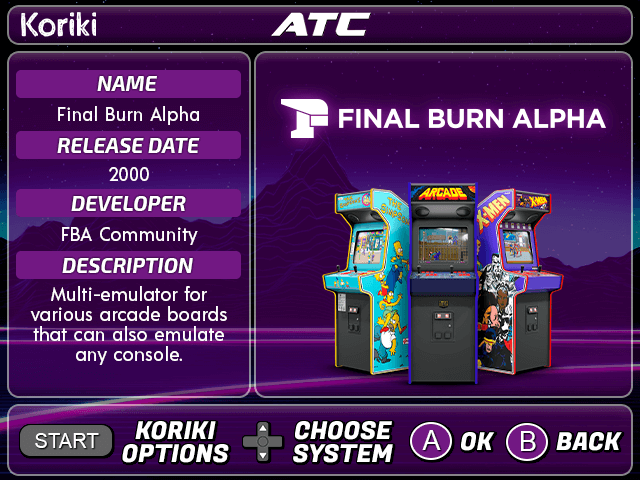 Koriki
ATC
NAME
Final Burn Alpha
RELEASE DATE
2000
DEVELOPER
FBA Community
DESCRIPTION
Multi-emulator for
various arcade boards
that can also emulate
any console.
FINAL BURN ALPHA
ARCADE
X-MEN
X-MEN
START
KORIKI
OPTIONS
CHOOSE
SYSTEM
A
OK
B
BACK